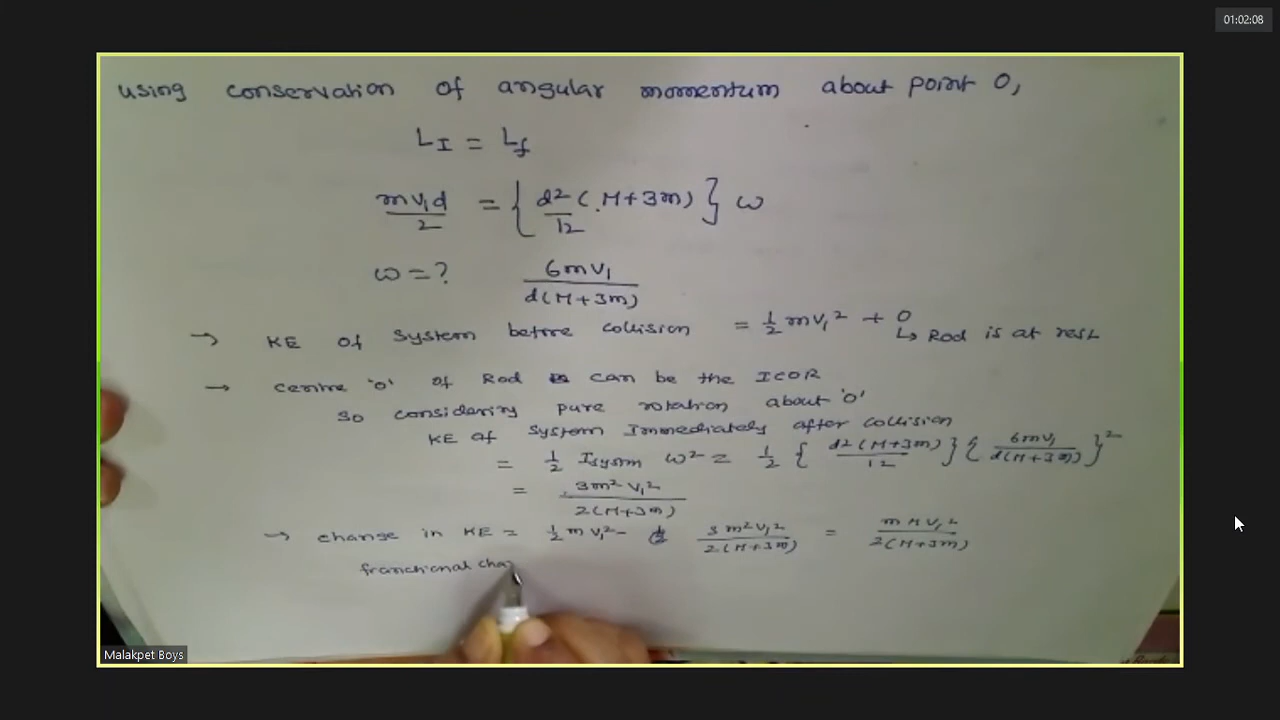 01:02:08
using conservation of angular momentum about point O,
L_I = L_f
mv₁d/2 = { d²/12 (M+3m) } ω
ω = ? 6mv₁/d(M+3m)
→ KE of system before collision = ½ mv₁² + 0
↳ Rod is at rest
→ centre 'O' of Rod can be the ICOR
so considering pure rotation about 'O'
KE of system Immediately after collision
= ½ I system ω² = ½ { d²(M+3m)/12 } { 6mv₁/d(M+3m) }²
= 3m²v₁²/2(M+3m)
→ change in KE = ½ mv₁² - 3m²v₁²/2(M+3m) = mMv₁²/2(M+3m)
franctional cha
Malakpet Boys